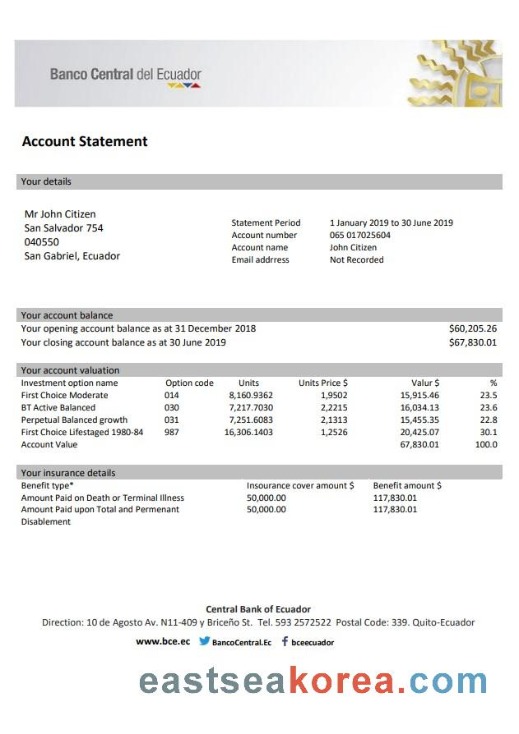 Banco Central del Ecuador
Account Statement
Your details
Mr John Citizen
San Salvador 754
040550
San Gabriel, Ecuador
Statement Period 1 January 2019 to 30 June 2019
Account number 065 017025604
Account name John Citizen
Email addrress Not Recorded
Your account balance
Your opening account balance as at 31 December 2018 $60,205.26
Your closing account balance as at 30 June 2019 $67,830.01
Your account valuation
Investment option name Option code Units Units Price $ Valur $ %
First Choice Moderate 014 8,160.9362 1,9502 15,915.46 23.5
BT Active Balanced 030 7,217.7030 2,2215 16,034.13 23.6
Perpetual Balanced growth 031 7,251.6083 2,1313 15,455.35 22.8
First Choice Lifestaged 1980-84 987 16,306.1403 1,2526 20,425.07 30.1
Account Value 67,830.01 100.0
Your insurance details
Benefit type* Insourance cover amount $ Benefit amount $
Amount Paid on Death or Terminal Illness 50,000.00 117,830.01
Amount Paid upon Total and Permenant 50,000.00 117,830.01
Disablement
Central Bank of Ecuador
Direction: 10 de Agosto Av. N11-409 y Briceño St. Tel. 593 2572522 Postal Code: 339. Quito-Ecuador
www.bce.ec BancoCentral.Ec bceecuador
eastseakorea.com